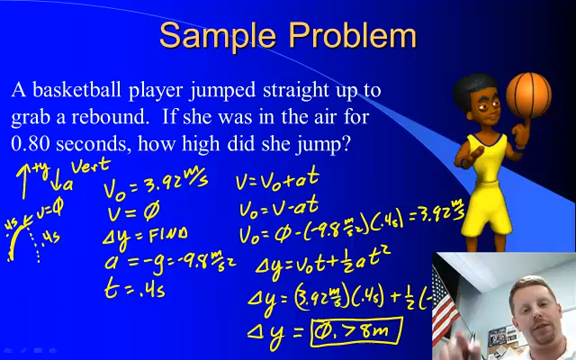 Sample Problem
A basketball player jumped straight up to
grab a rebound. If she was in the air for
0.80 seconds, how high did she jump?
+y Vert
a
.4s V=Ø
.4s
V₀ = 3.92 m/s
V = Ø
Δy = FIND
a = -g = -9.8 m/s²
t = .4s
V = V₀ + at
V₀ = V - at
V₀ = Ø - (-9.8 m/s²)(.4s) = 3.92 m/s
Δy = V₀t + ½at²
Δy = (3.92 m/s)(.4s) + ½(-
Δy = Ø.78m